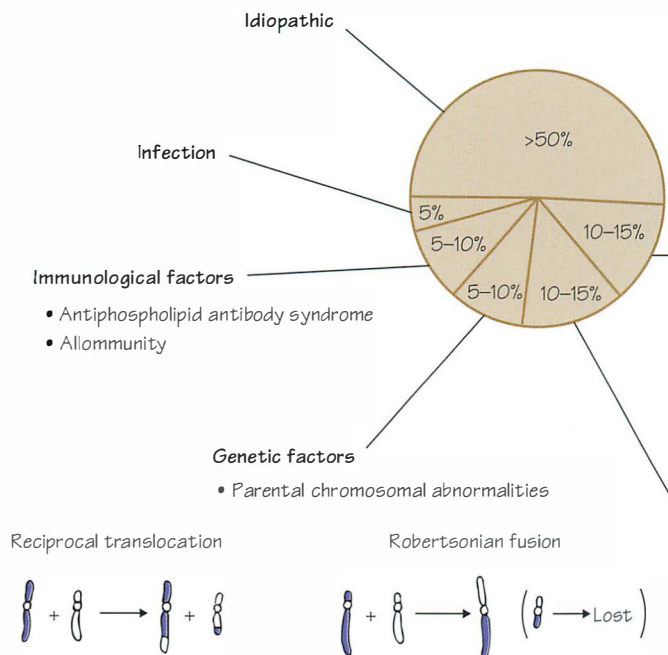 Idiopathic
>50%
Infection
5%
10–15%
5–10%
Immunological factors
5–10%
10–15%
• Antiphospholipid antibody syndrome
• Allommunity
Genetic factors
• Parental chromosomal abnormalities
Reciprocal translocation
Robertsonian fusion
+ → +
+ → ( → Lost )